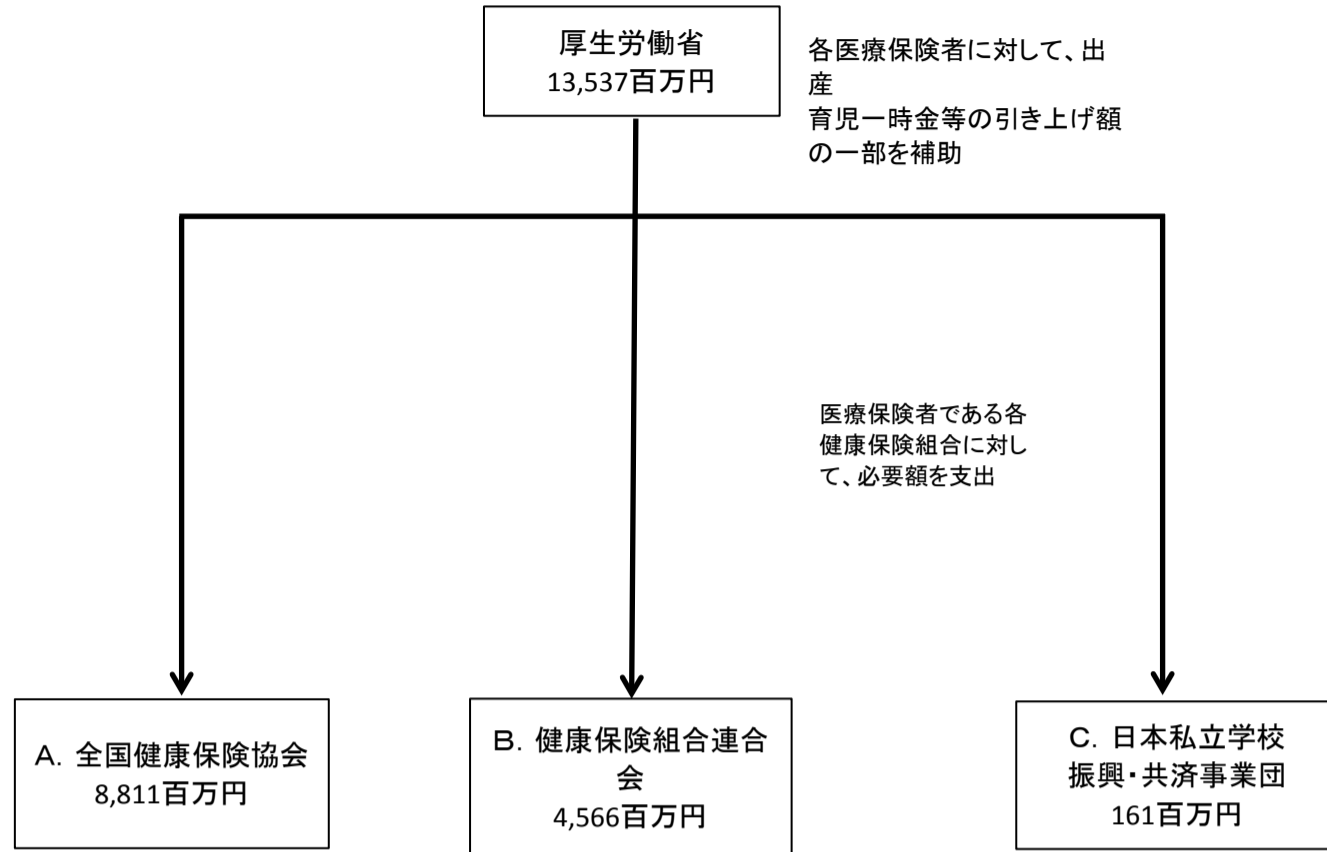 厚生労働省
13,537百万円
各医療保険者に対して、出
産
育児一時金等の引き上げ額
の一部を補助
医療保険者である各
健康保険組合に対し
て、必要額を支出
A．全国健康保険協会
8,811百万円
B．健康保険組合連合
会
4,566百万円
C．日本私立学校
振興・共済事業団
161百万円